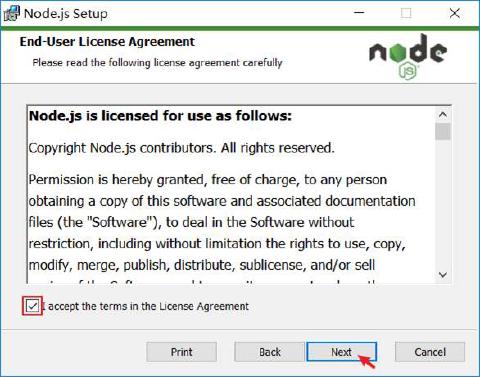 Node.js Setup
End-User License Agreement
Please read the following license agreement carefully
node
JS
Node.js is licensed for use as follows:
Copyright Node.js contributors. All rights reserved.
Permission is hereby granted, free of charge, to any person
obtaining a copy of this software and associated documentation
files (the "Software"), to deal in the Software without
restriction, including without limitation the rights to use, copy,
modify, merge, publish, distribute, sublicense, and/or sell
I accept the terms in the License Agreement
Print Back Next Cancel